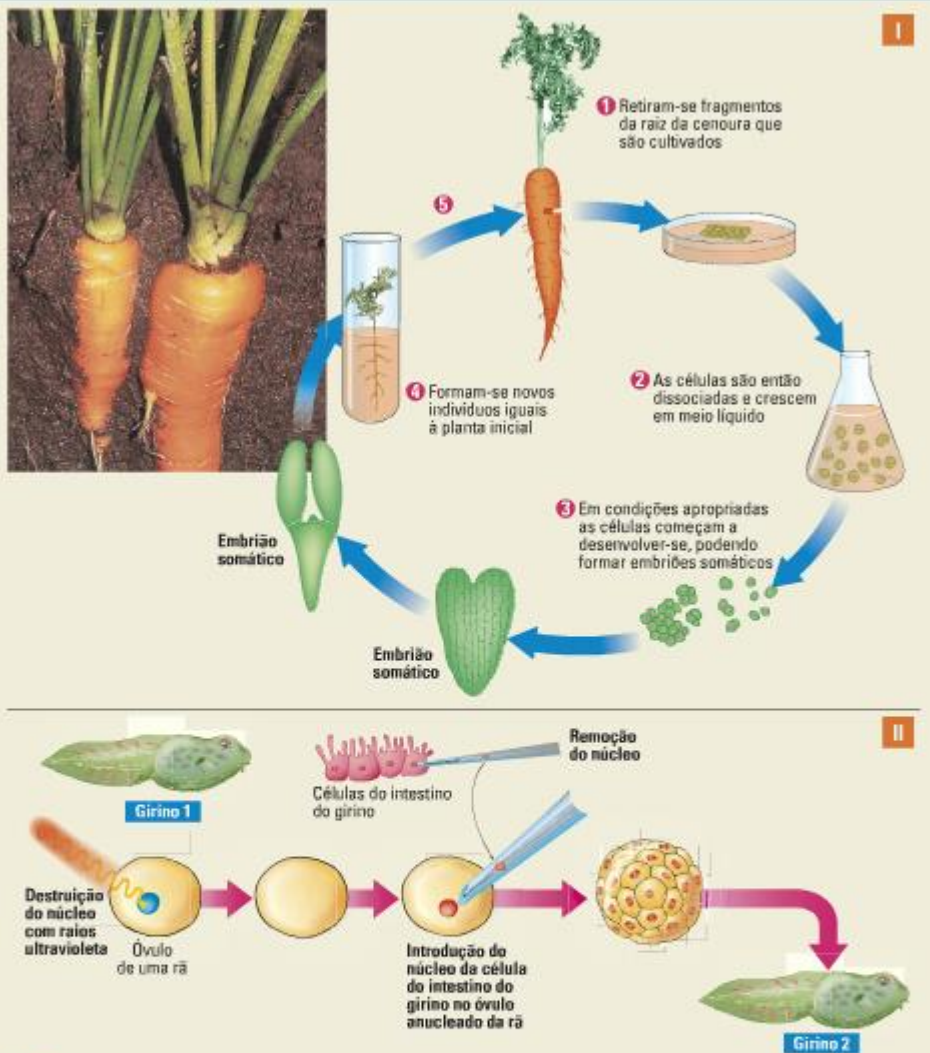 I
1 Retiram-se fragmentos
da raiz da cenoura que
são cultivados
2 As células são então
dissociadas e crescem
em meio líquido
3 Em condições apropriadas
as células começam a
desenvolver-se, podendo
formar embriões somáticos
Embrião
somático
Embrião
somático
4 Formam-se novos
indivíduos iguais
à planta inicial
5
II
Girino 1
Células do intestino
do girino
Remoção
do núcleo
Destruição
do núcleo
com raios
ultravioleta
Óvulo
de uma rã
Introdução do
núcleo da célula
do intestino do
girino no óvulo
anucleado da rã
Girino 2